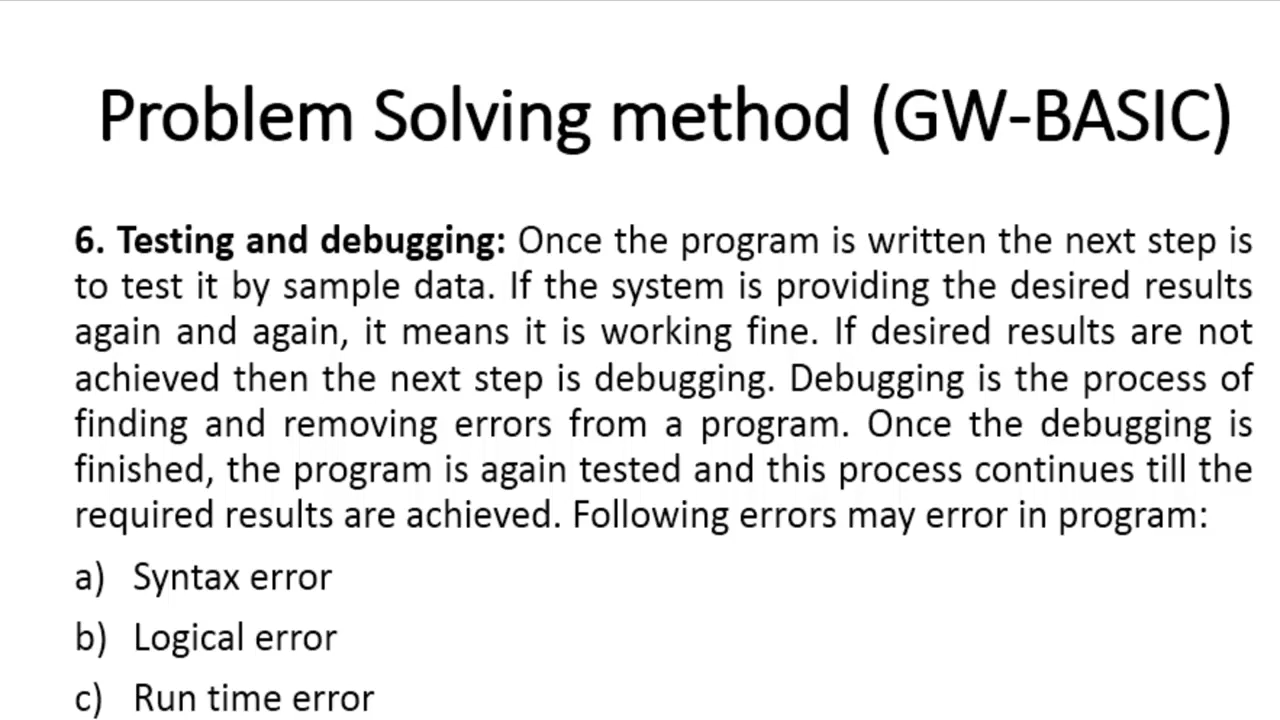 Problem Solving method (GW-BASIC)
6. Testing and debugging: Once the program is written the next step is
to test it by sample data. If the system is providing the desired results
again and again, it means it is working fine. If desired results are not
achieved then the next step is debugging. Debugging is the process of
finding and removing errors from a program. Once the debugging is
finished, the program is again tested and this process continues till the
required results are achieved. Following errors may error in program:
a) Syntax error
b) Logical error
c) Run time error